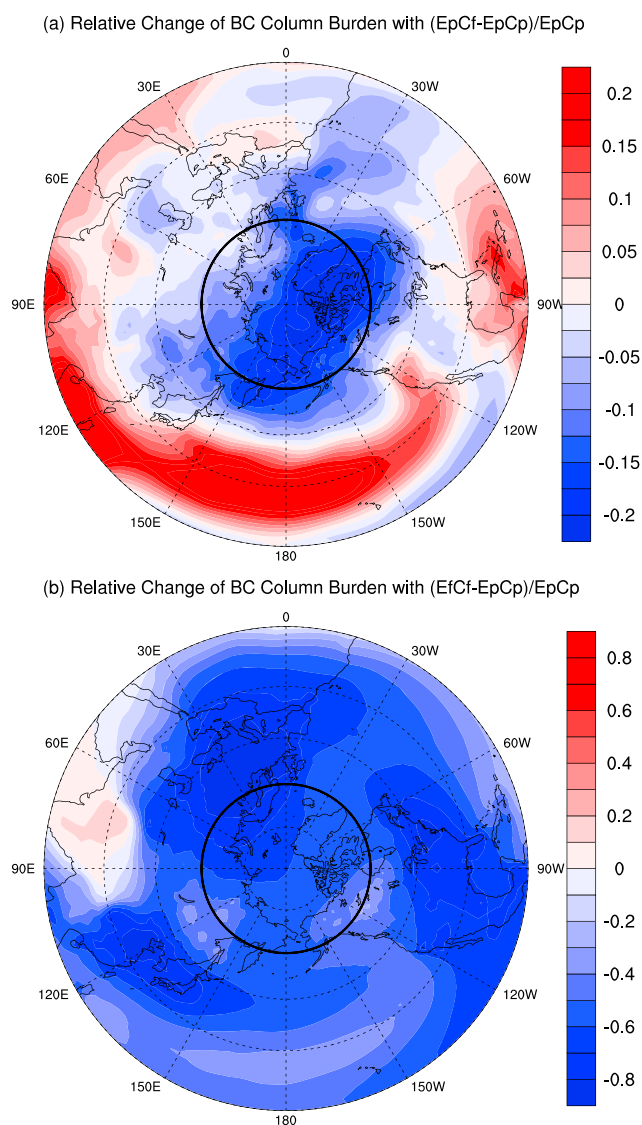 (a) Relative Change of BC Column Burden with (EpCf-EpCp)/EpCp
0
30E
30W
60E
60W
90E
90W
120E
120W
150E
150W
180
0.2
0.15
0.1
0.05
0
-0.05
-0.1
-0.15
-0.2
(b) Relative Change of BC Column Burden with (EfCf-EpCp)/EpCp
0
30E
30W
60E
60W
90E
90W
120E
120W
150E
150W
180
0.8
0.6
0.4
0.2
0
-0.2
-0.4
-0.6
-0.8